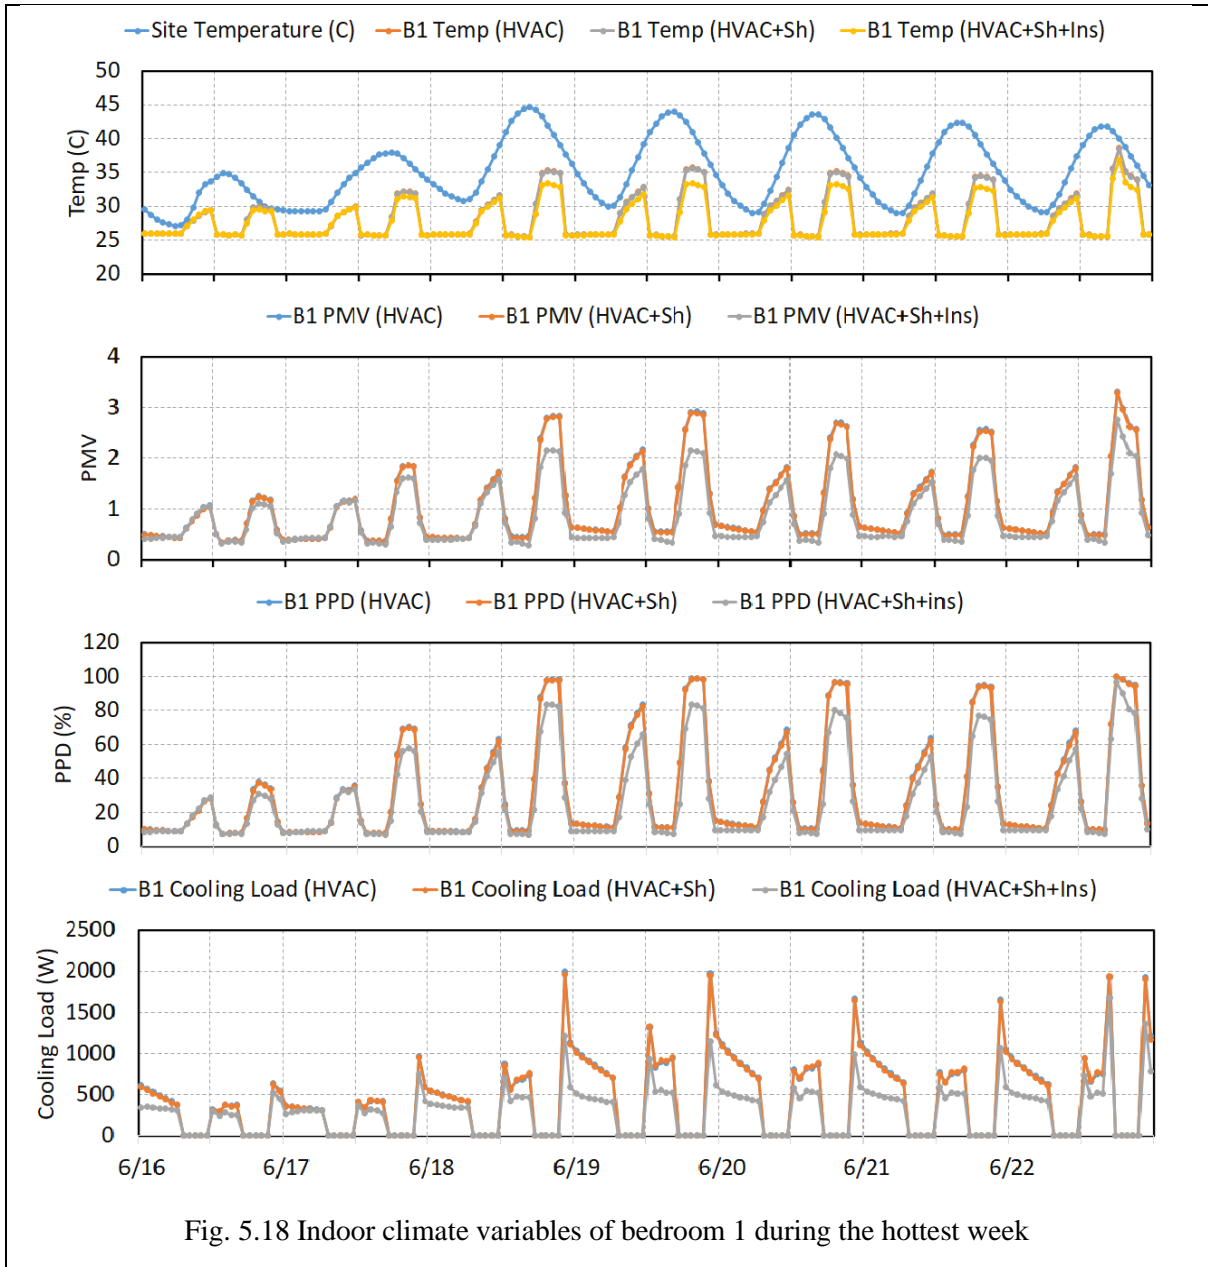 Site Temperature (C) B1 Temp (HVAC) B1 Temp (HVAC+Sh) B1 Temp (HVAC+Sh+Ins)
50
45
40
35
30
25
20
Temp (C)
B1 PMV (HVAC) B1 PMV (HVAC+Sh) B1 PMV (HVAC+Sh+Ins)
4
3
2
1
0
PMV
B1 PPD (HVAC) B1 PPD (HVAC+Sh) B1 PPD (HVAC+Sh+ins)
120
100
80
60
40
20
0
PPD (%)
B1 Cooling Load (HVAC) B1 Cooling Load (HVAC+Sh) B1 Cooling Load (HVAC+Sh+Ins)
2500
2000
1500
1000
500
0
Cooling Load (W)
6/16 6/17 6/18 6/19 6/20 6/21 6/22
Fig. 5.18 Indoor climate variables of bedroom 1 during the hottest week